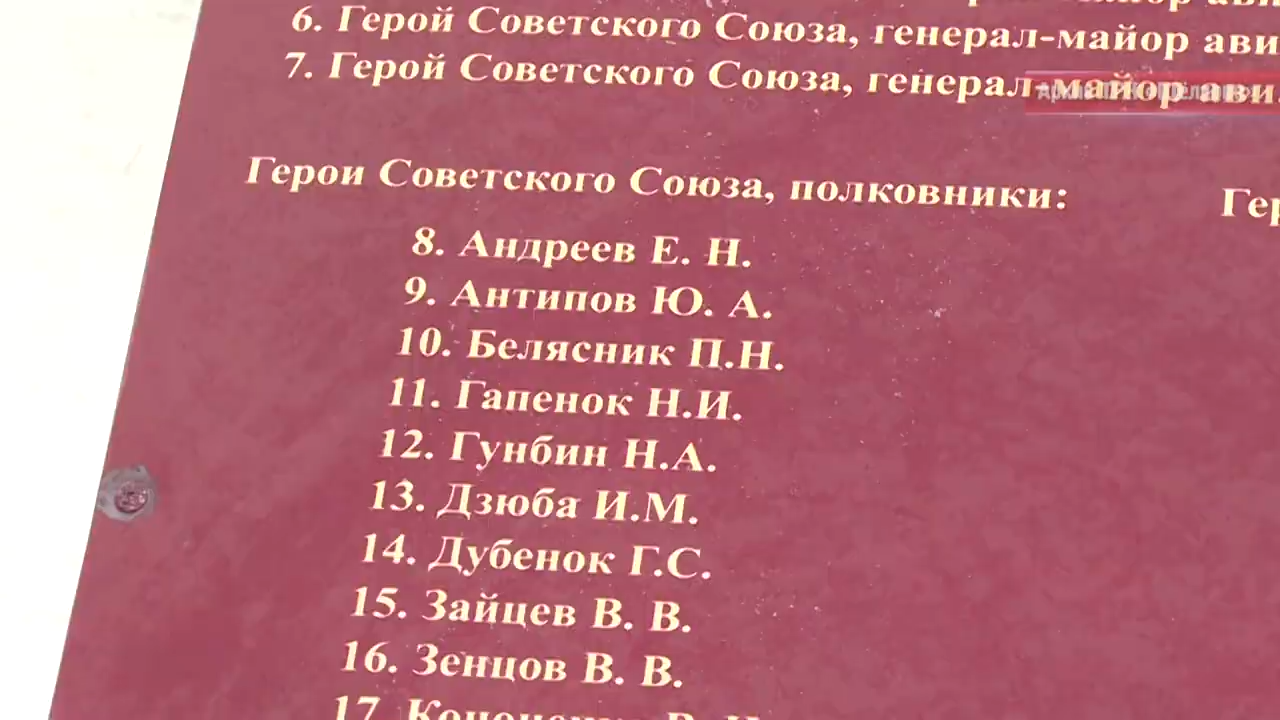 6. Герой Советского Союза, генерал-майор ави
7. Герой Советского Союза, генерал-майор ави
Герои Советского Союза, полковники:
Гер
8. Андреев Е. Н.
9. Антипов Ю. А.
10. Белясник П.Н.
11. Гапенок Н.И.
12. Гунбин Н.А.
13. Дзюба И.М.
14. Дубенок Г.С.
15. Зайцев В. В.
16. Зенцов В. В.
17.